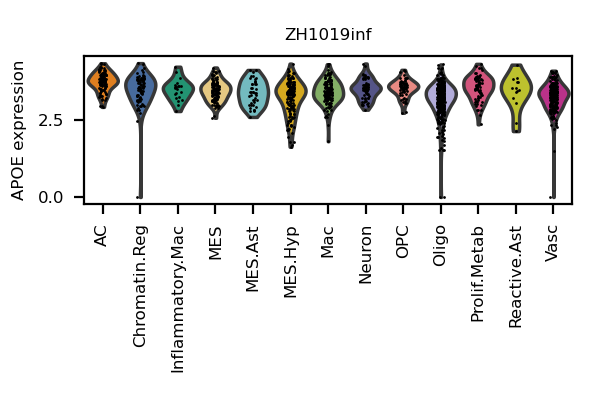 ZH1019inf
APOE expression
2.5
0.0
AC
Chromatin.Reg
Inflammatory.Mac
MES
MES.Ast
MES.Hyp
Mac
Neuron
OPC
Oligo
Prolif.Metab
Reactive.Ast
Vasc